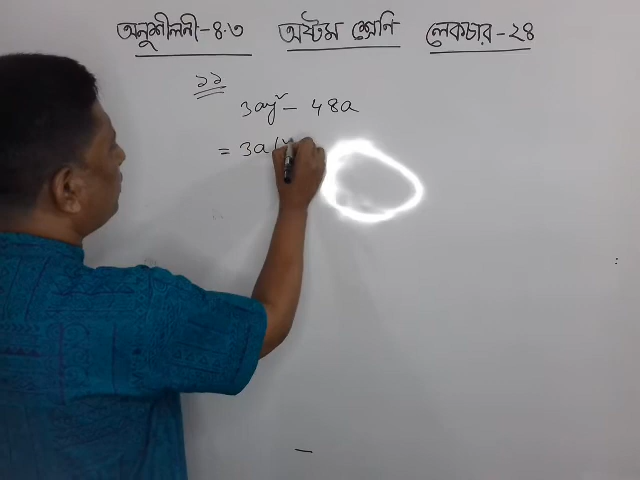 অনুশীলনী-৪.৩ অষ্টম শ্রেণি লেকচার-২৪
১১
3ay² - 48a
= 3a(